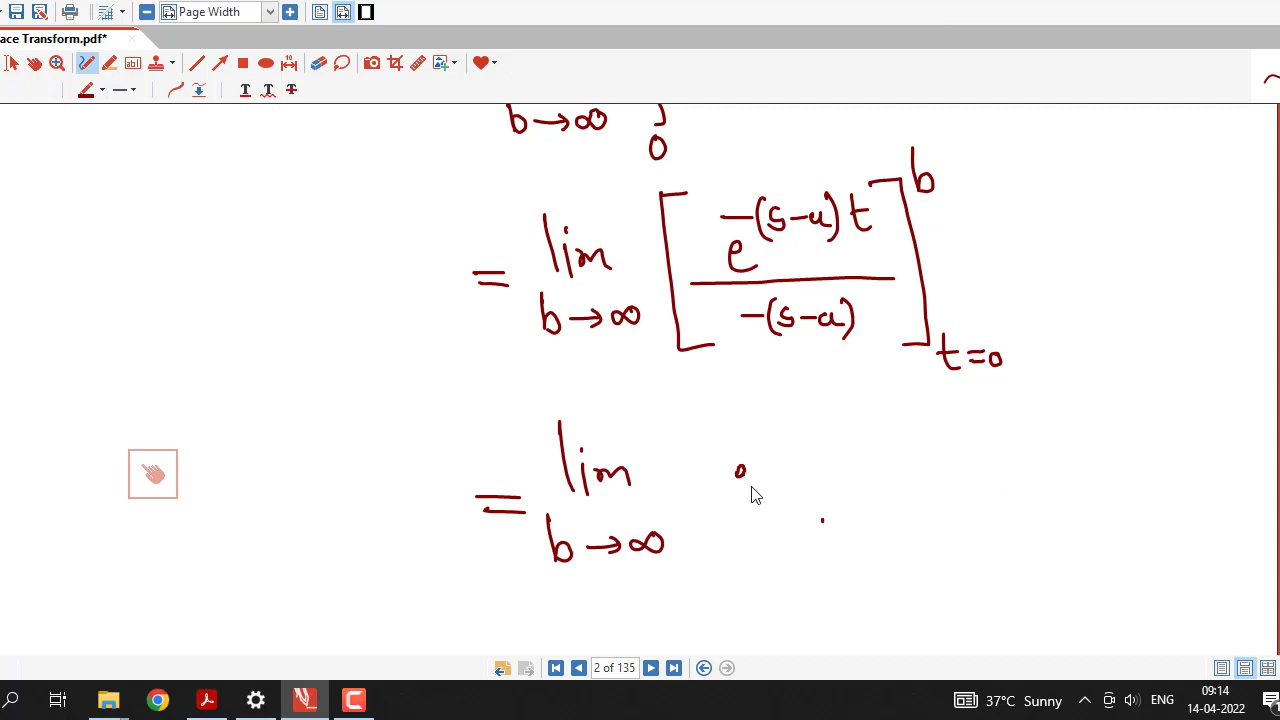 Page Width
ace Transform.pdf*
b→∞ 0
= lim b→∞ [ e^{-(s-a)t} / -(s-a) ]_{t=0}^{b}
= lim b→∞
2 of 135
37°C Sunny ENG 09:14
14-04-2022